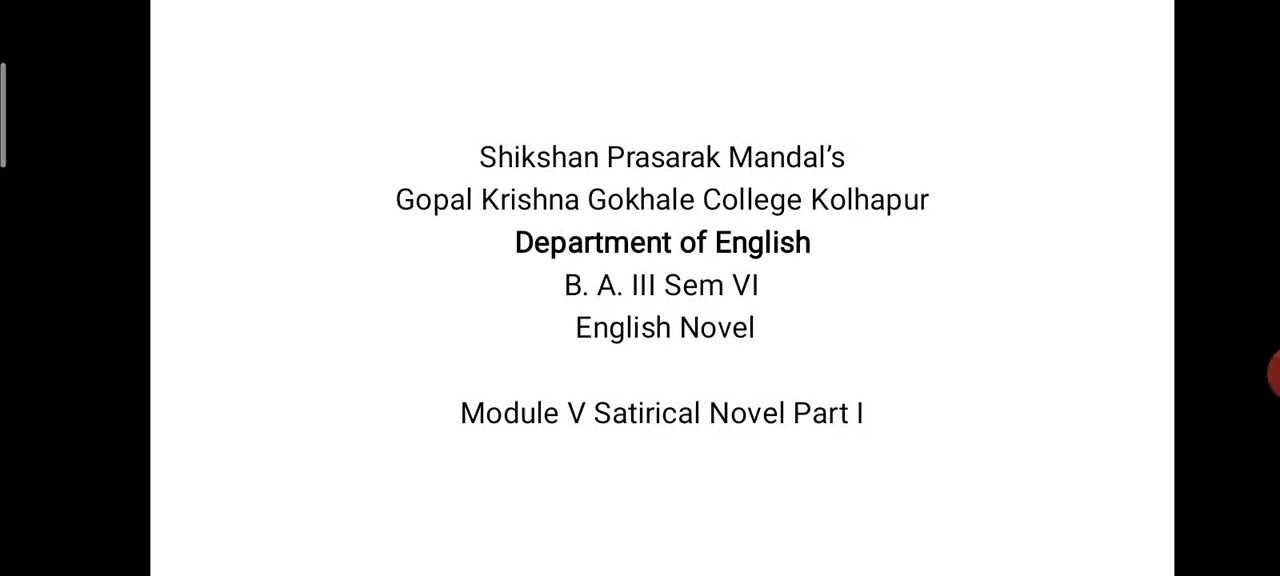 Shikshan Prasarak Mandal’s
Gopal Krishna Gokhale College Kolhapur
Department of English
B. A. III Sem VI
English Novel
Module V Satirical Novel Part I